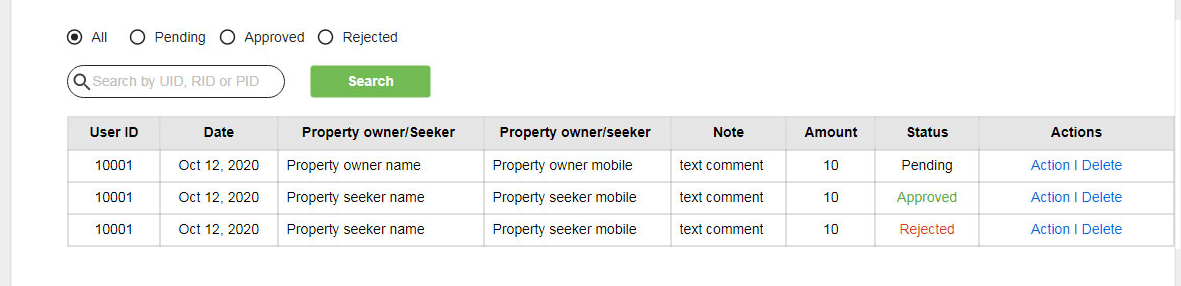 All Pending Approved Rejected
Search by UID, RID or PID Search
User ID Date Property owner/Seeker Property owner/seeker Note Amount Status Actions
10001 Oct 12, 2020 Property owner name Property owner mobile text comment 10 Pending Action | Delete
10001 Oct 12, 2020 Property seeker name Property seeker mobile text comment 10 Approved Action | Delete
10001 Oct 12, 2020 Property seeker name Property seeker mobile text comment 10 Rejected Action | Delete